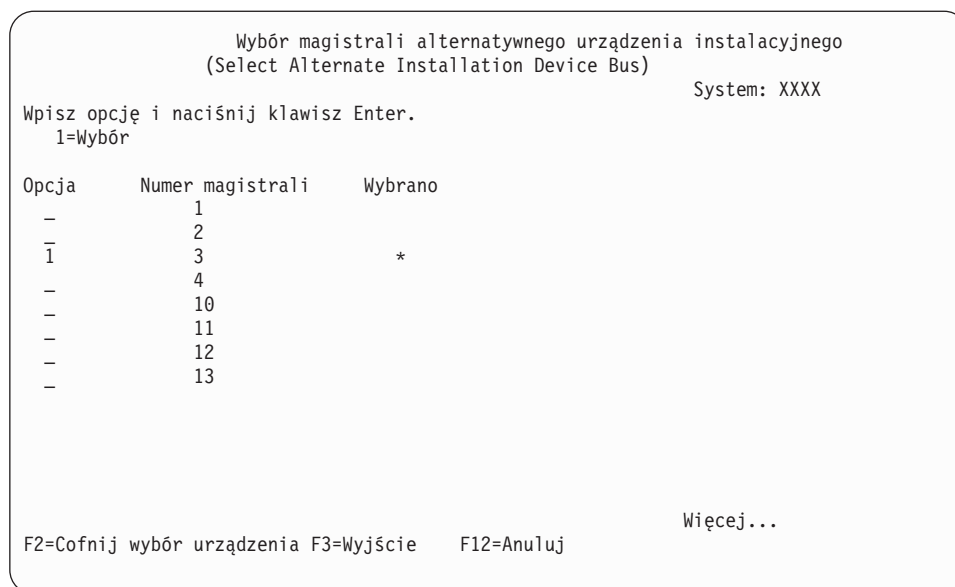 Wybór magistrali alternatywnego urządzenia instalacyjnego
(Select Alternate Installation Device Bus)
System: XXXX
Wpisz opcję i naciśnij klawisz Enter.
1=Wybór
Opcja Numer magistrali Wybrano
_ 1
_ 2
1 3 *
_ 4
_ 10
_ 11
_ 12
_ 13
Więcej...
F2=Cofnij wybór urządzenia F3=Wyjście F12=Anuluj